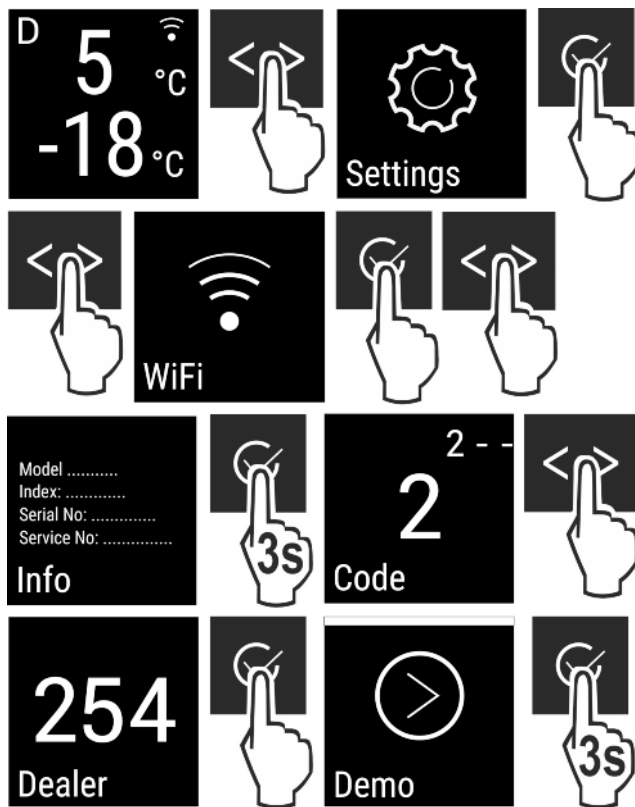 D
5 °C
-18 °C
< >
Settings
< >
WiFi
< >
Model ...........
Index: .............
Serial No: ..............
Service No: ...............
Info
3s
2 - -
2
Code
< >
254
Dealer
>
Demo
3s